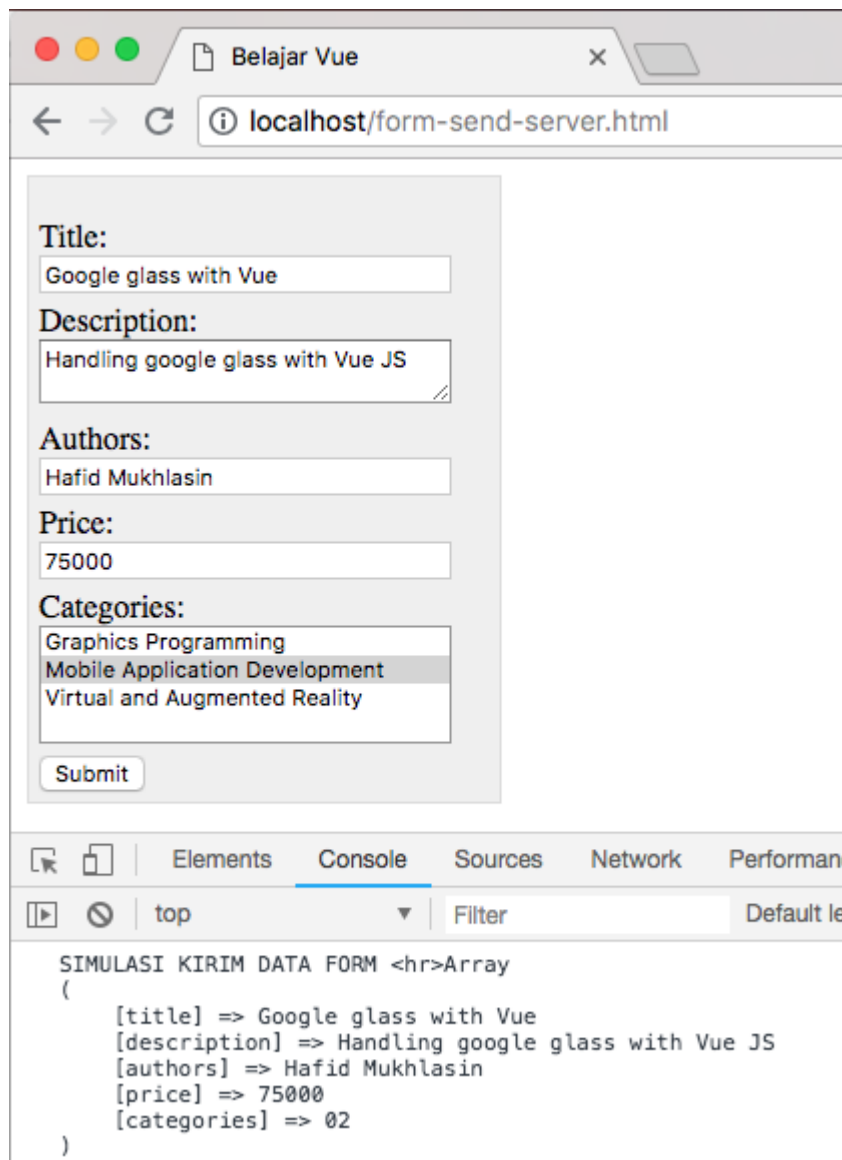 Belajar Vue
localhost/form-send-server.html
Title:
Google glass with Vue
Description:
Handling google glass with Vue JS
Authors:
Hafid Mukhlasin
Price:
75000
Categories:
Graphics Programming
Mobile Application Development
Virtual and Augmented Reality
Submit
Elements Console Sources Network Performan
top Filter Default le
SIMULASI KIRIM DATA FORM <hr>Array
(
[title] => Google glass with Vue
[description] => Handling google glass with Vue JS
[authors] => Hafid Mukhlasin
[price] => 75000
[categories] => 02
)